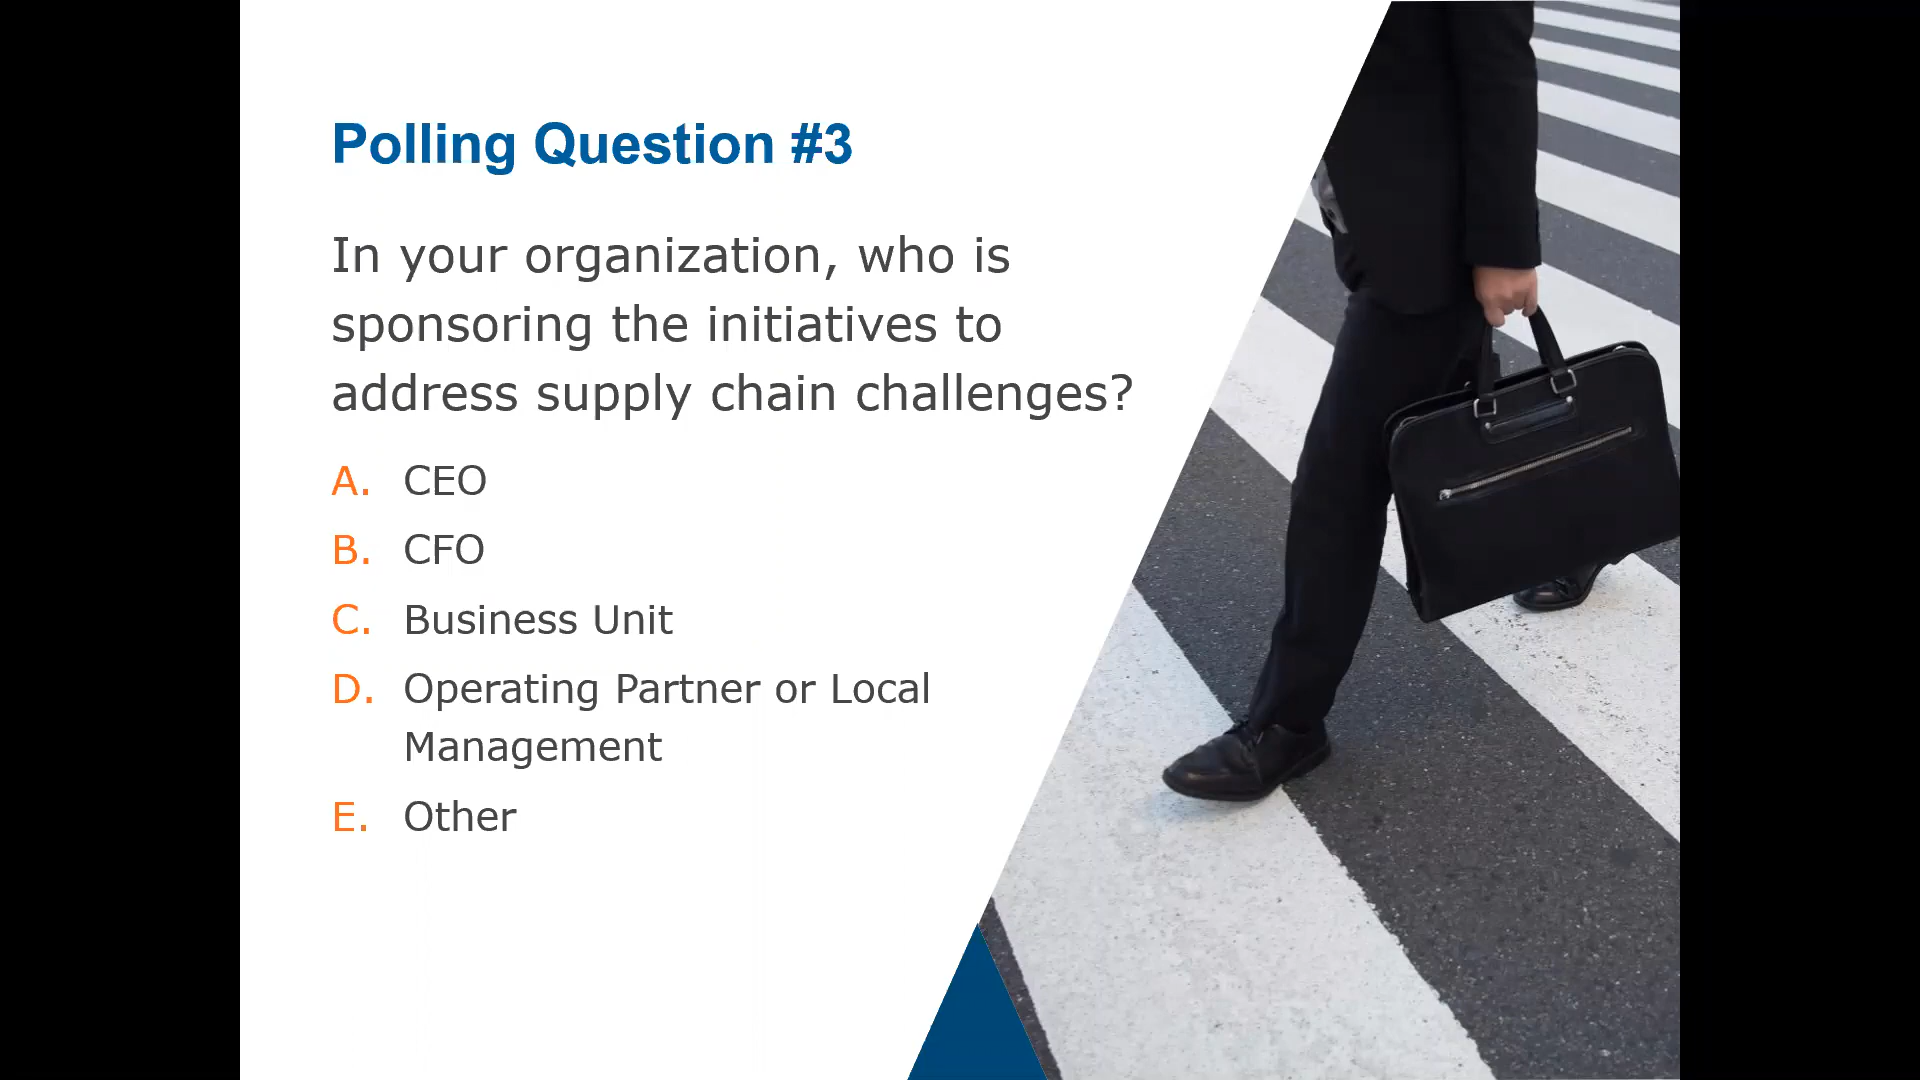 Polling Question #3
In your organization, who is
sponsoring the initiatives to
address supply chain challenges?
A. CEO
B. CFO
C. Business Unit
D. Operating Partner or Local
Management
E. Other